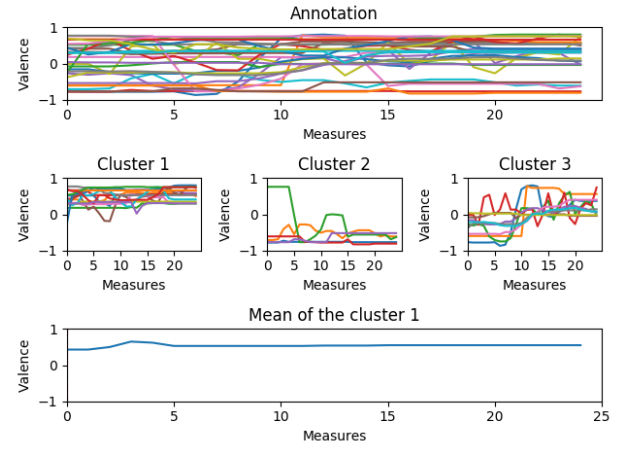 Annotation
1
0
-1
Valence
0 5 10 15 20
Measures
Cluster 1 Cluster 2 Cluster 3
1 1 1
0 0 0
-1 -1 -1
Valence Valence Valence
0 5 10 15 20 0 5 10 15 20 0 5 10 15 20
Measures Measures Measures
Mean of the cluster 1
1
0
-1
Valence
0 5 10 15 20 25
Measures